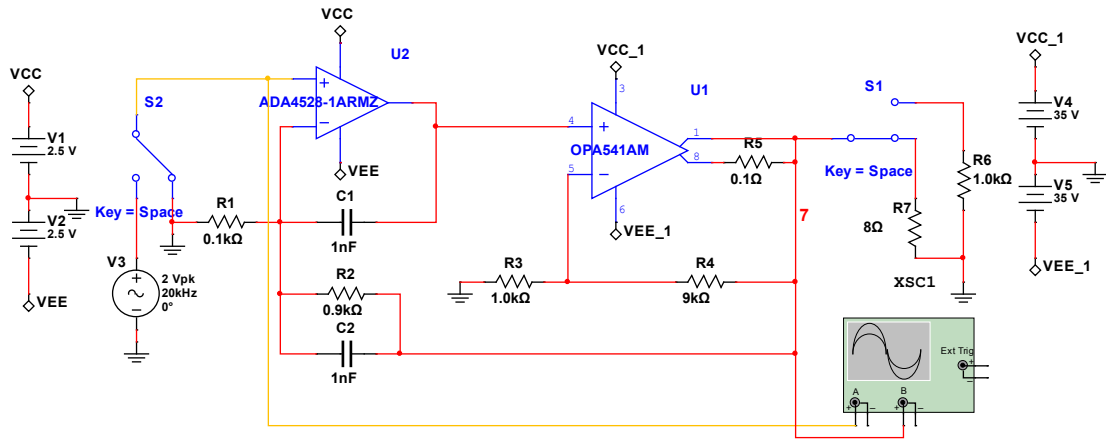 VCC
V1
2.5 V
V2
2.5 V
VEE
S2
Key = Space
V3
2 Vpk
20kHz
0°
R1
0.1kΩ
VCC
U2
+
ADA4528-1ARMZ
−
VEE
C1
1nF
R2
0.9kΩ
C2
1nF
VCC_1
U1
3
4
+
1
OPA541AM
8
5
−
6
VEE_1
R5
0.1Ω
7
R3
1.0kΩ
R4
9kΩ
S1
Key = Space
R6
1.0kΩ
R7
8Ω
XSC1
Ext Trig
+
−
A
B
+
−
+
−
VCC_1
V4
35 V
V5
35 V
VEE_1